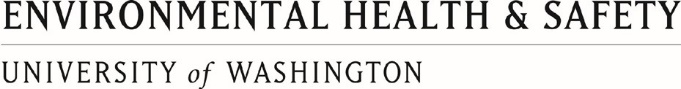 ENVIRONMENTAL HEALTH & SAFETY
UNIVERSITY of WASHINGTON